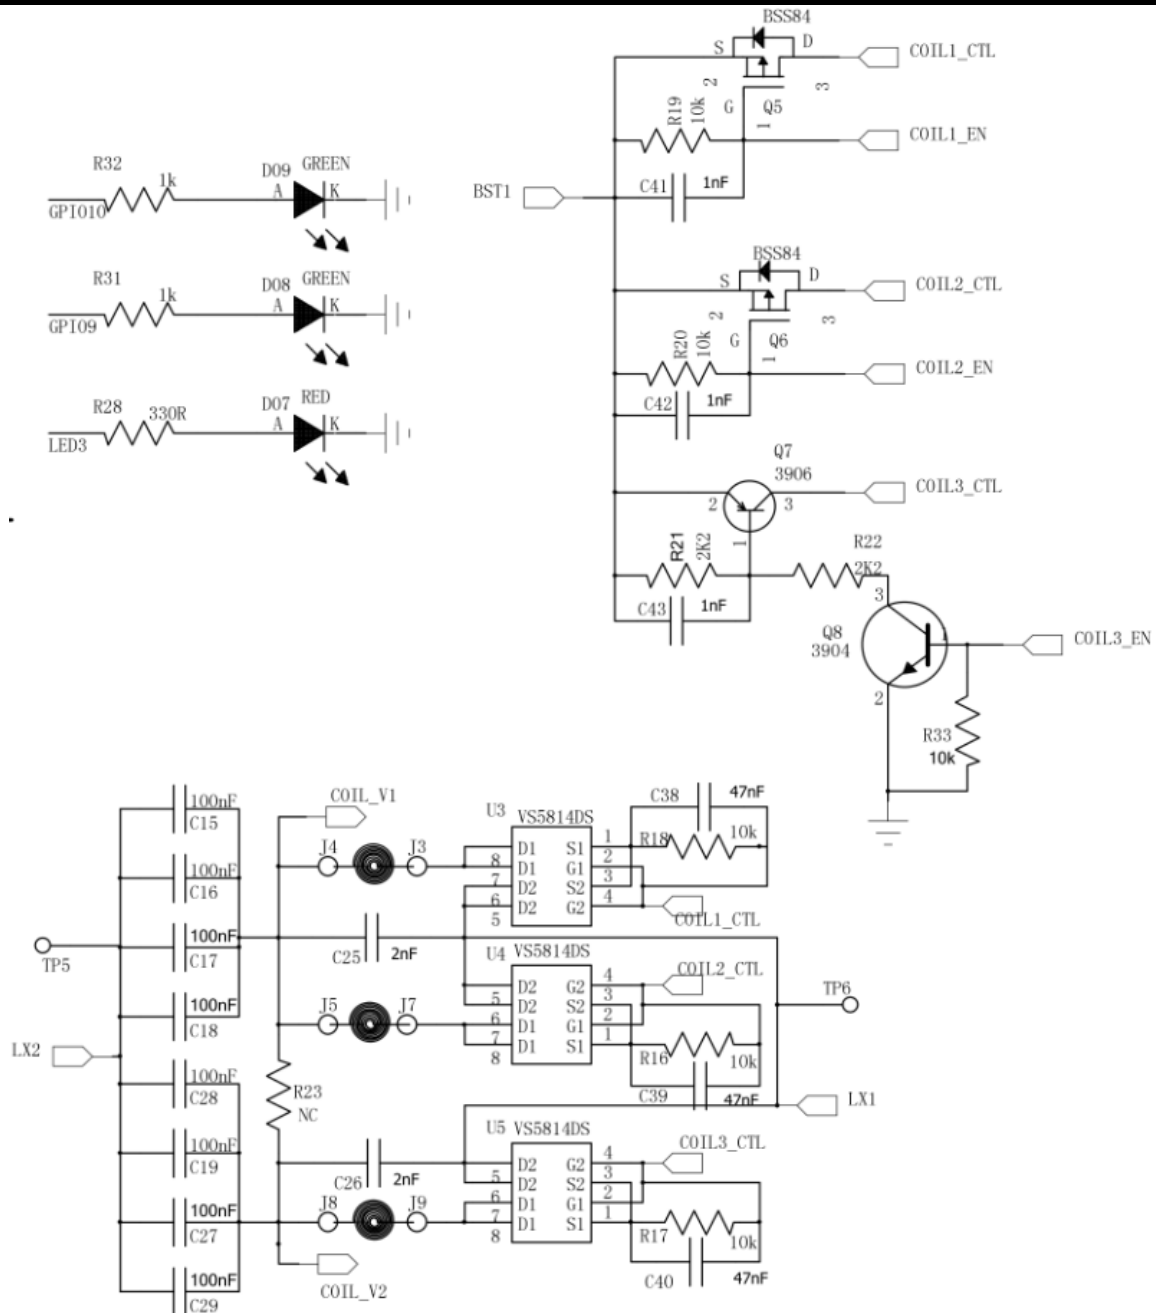 BSS84
S
D
COIL1_CTL
2
3
G
Q5
R19
10k
1
COIL1_EN
C41
1nF
BST1
R32
1k
D09
GREEN
A
K
GPIO10
R31
1k
D08
GREEN
A
K
GPIO9
R28
330R
D07
RED
A
K
LED3
BSS84
S
D
COIL2_CTL
2
3
G
Q6
R20
10k
1
COIL2_EN
C42
1nF
Q7
3906
COIL3_CTL
2
3
1
R21
2K2
R22
2K2
C43
1nF
3
Q8
3904
1
COIL3_EN
2
R33
10k
100nF
C15
100nF
C16
100nF
C17
100nF
C18
100nF
C28
100nF
C19
100nF
C27
100nF
C29
TP5
LX2
COIL_V1
J4
J3
C25
2nF
J5
J7
R23
NC
C26
2nF
J8
J9
COIL_V2
U3
VS5814DS
D1
S1
1
8
D1
G1
2
7
D2
S2
3
6
D2
G2
4
5
C38
47nF
R18
10k
COIL1_CTL
U4
VS5814DS
D2
G2
4
5
D2
S2
3
6
D1
G1
2
7
D1
S1
1
8
COIL2_CTL
R16
10k
C39
47nF
TP6
LX1
U5
VS5814DS
D2
G2
4
5
D2
S2
3
6
D1
G1
2
7
D1
S1
1
8
COIL3_CTL
R17
10k
C40
47nF